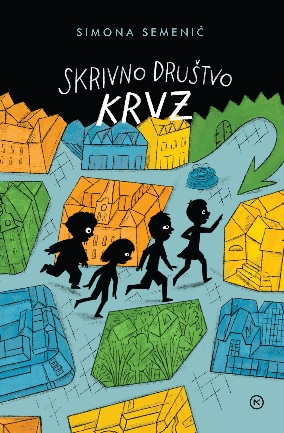 SIMONA SEMENIČ
SKRIVNO DRUŠTVO
KRVZ